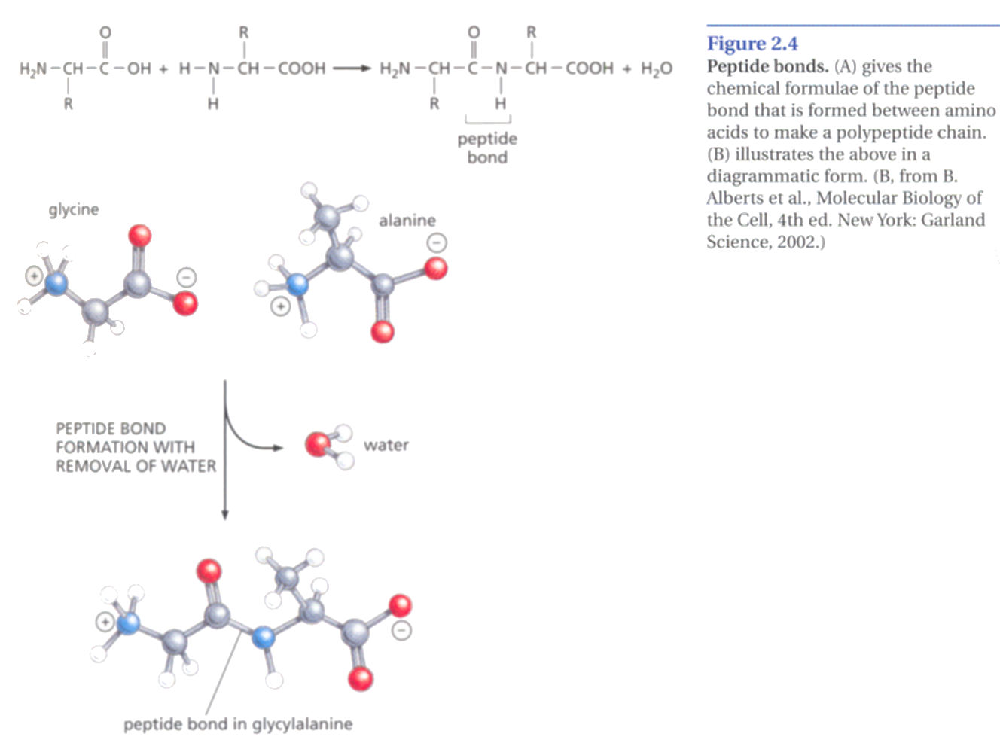 O R O R
H₂N – CH – C – OH + H – N – CH – COOH ⟶ H₂N – CH – C – N – CH – COOH + H₂O
R H R H
peptide
bond
glycine
alanine
+ − + −
PEPTIDE BOND
FORMATION WITH
REMOVAL OF WATER
water
+ −
peptide bond in glycylalanine
Figure 2.4
Peptide bonds. (A) gives the
chemical formulae of the peptide
bond that is formed between amino
acids to make a polypeptide chain.
(B) illustrates the above in a
diagrammatic form. (B, from B.
Alberts et al., Molecular Biology of
the Cell, 4th ed. New York: Garland
Science, 2002.)